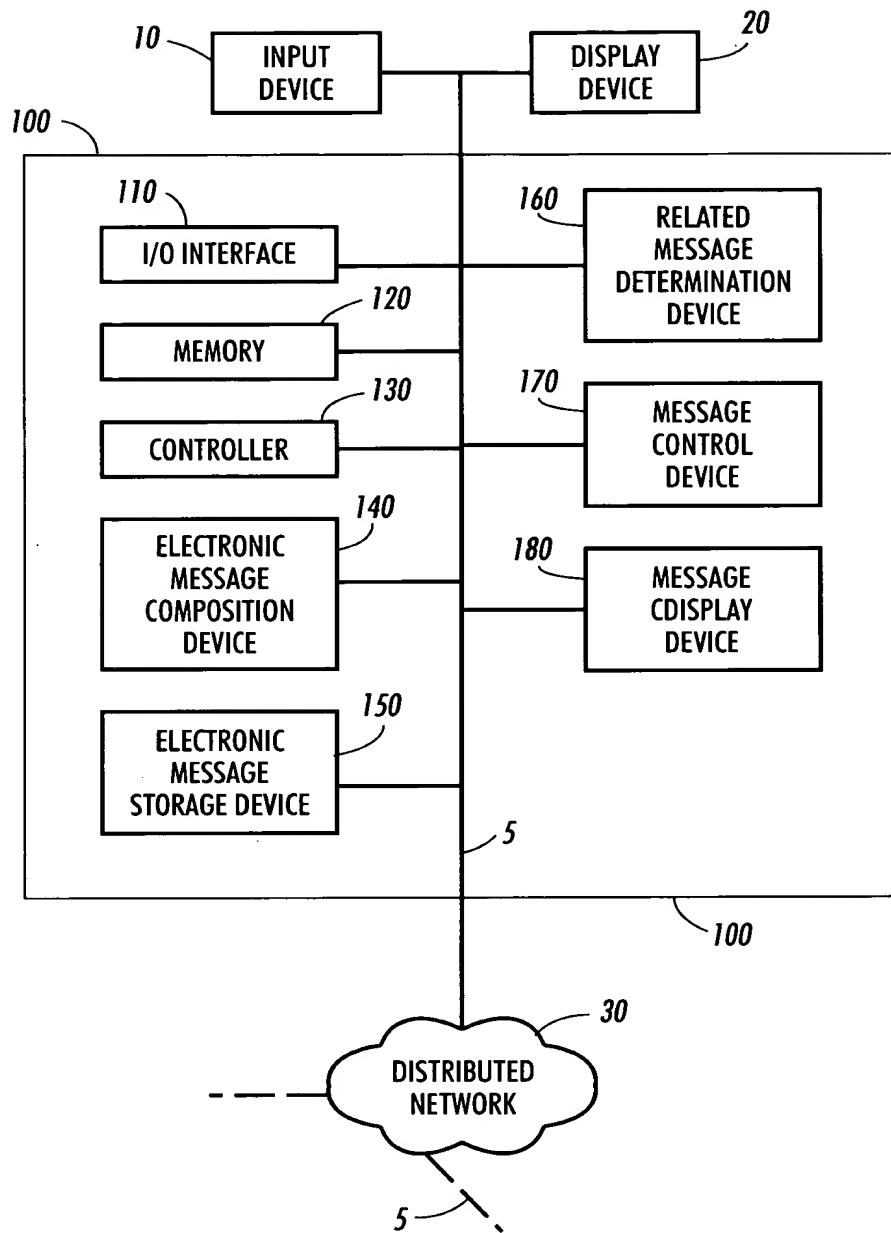 10
INPUT
DEVICE
DISPLAY
DEVICE
20
100
110
I/O INTERFACE
120
MEMORY
130
CONTROLLER
140
ELECTRONIC
MESSAGE
COMPOSITION
DEVICE
150
ELECTRONIC
MESSAGE
STORAGE DEVICE
160
RELATED
MESSAGE
DETERMINATION
DEVICE
170
MESSAGE
CONTROL
DEVICE
180
MESSAGE
CDISPLAY
DEVICE
5
100
30
DISTRIBUTED
NETWORK
5